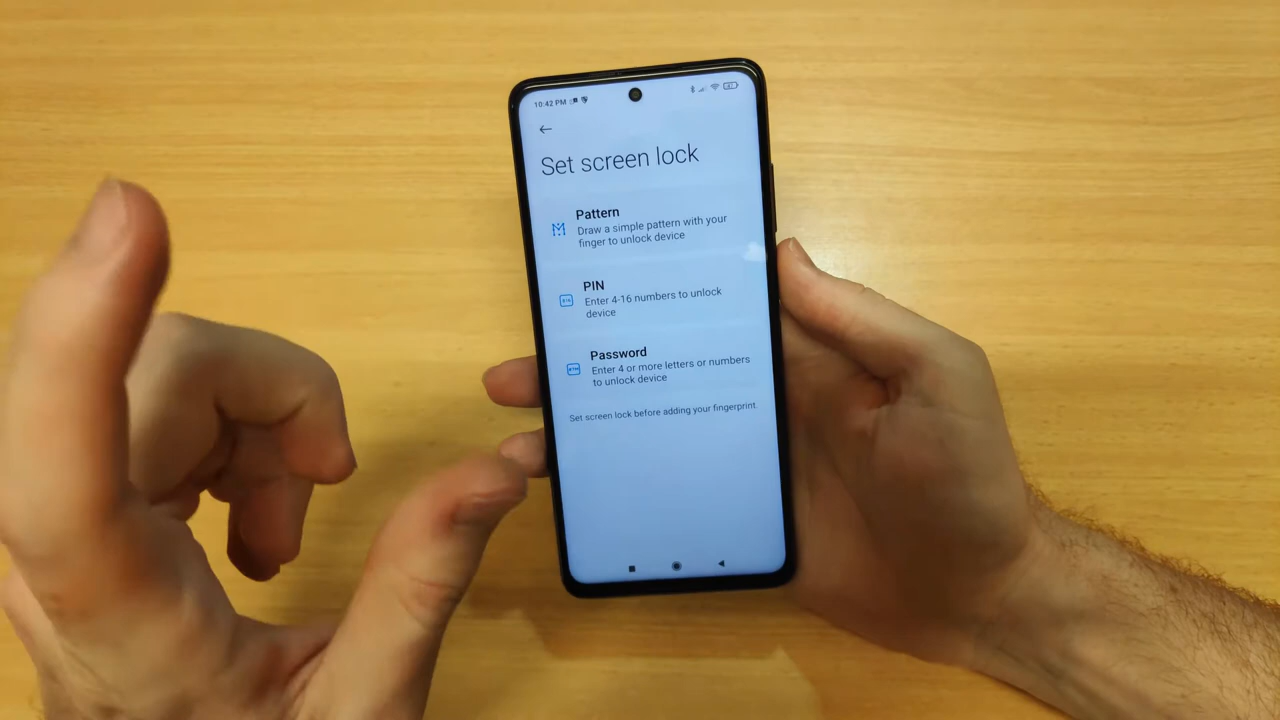 10:42 PM
Set screen lock
Pattern
Draw a simple pattern with your
finger to unlock device
PIN
Enter 4-16 numbers to unlock
device
Password
Enter 4 or more letters or numbers
to unlock device
Set screen lock before adding your fingerprint.